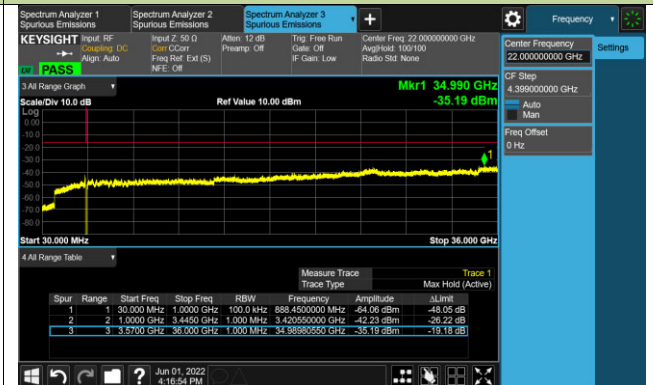 Spectrum Analyzer 1
Spurious Emissions
Spectrum Analyzer 2
Spurious Emissions
Spectrum Analyzer 3
Spurious Emissions
Frequency
KEYSIGHT
PASS
Input: RF
Coupling: DC
Align: Auto
Input Z: 50 Ω
Corr CCorr
Freq Ref: Ext (S)
NFE: Off
Atten: 12 dB
Preamp: Off
Trig: Free Run
Gate: Off
IF Gain: Low
Center Freq: 22.000000000 GHz
Avg|Hold: 100/100
Radio Std: None
Center Frequency
22.000000000 GHz
Settings
CF Step
4.399000000 GHz
Auto
Man
Freq Offset
0 Hz
3 All Range Graph
Mkr1 34.990 GHz
Scale/Div 10.0 dB
Ref Value 10.00 dBm
-35.19 dBm
Log
0.00
-10.0
-20.0
-30.0
-40.0
-50.0
-60.0
-70.0
-80.0
1
Start 30.000 MHz
Stop 36.000 GHz
4 All Range Table
Measure Trace Trace 1
Trace Type Max Hold (Active)
Spur Range Start Freq Stop Freq RBW Frequency Amplitude ΔLimit
1 1 30.000 MHz 1.0000 GHz 100.0 kHz 888.4500000 MHz -64.06 dBm -48.05 dB
2 2 1.0000 GHz 3.4450 GHz 1.000 MHz 3.420550000 GHz -42.23 dBm -26.22 dB
3 3 3.5700 GHz 36.000 GHz 1.000 MHz 34.98980550 GHz -35.19 dBm -19.18 dB
Jun 01, 2022
4:16:54 PM